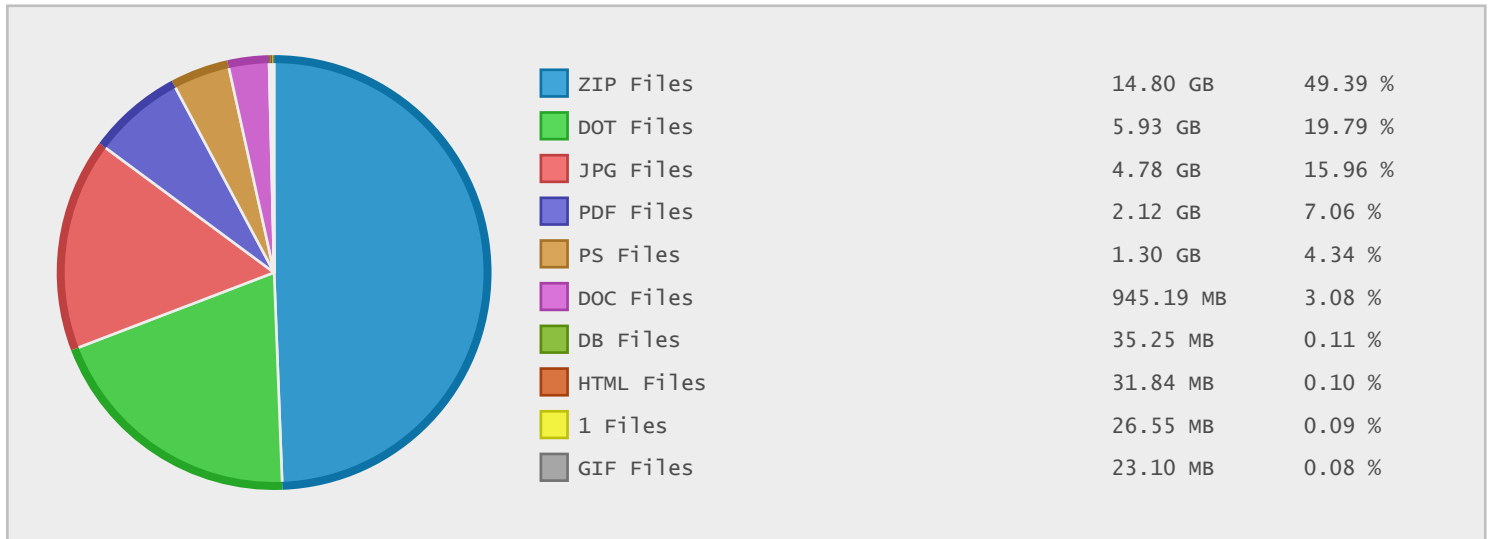 ZIP Files 14.80 GB 49.39 %
DOT Files 5.93 GB 19.79 %
JPG Files 4.78 GB 15.96 %
PDF Files 2.12 GB 7.06 %
PS Files 1.30 GB 4.34 %
DOC Files 945.19 MB 3.08 %
DB Files 35.25 MB 0.11 %
HTML Files 31.84 MB 0.10 %
1 Files 26.55 MB 0.09 %
GIF Files 23.10 MB 0.08 %